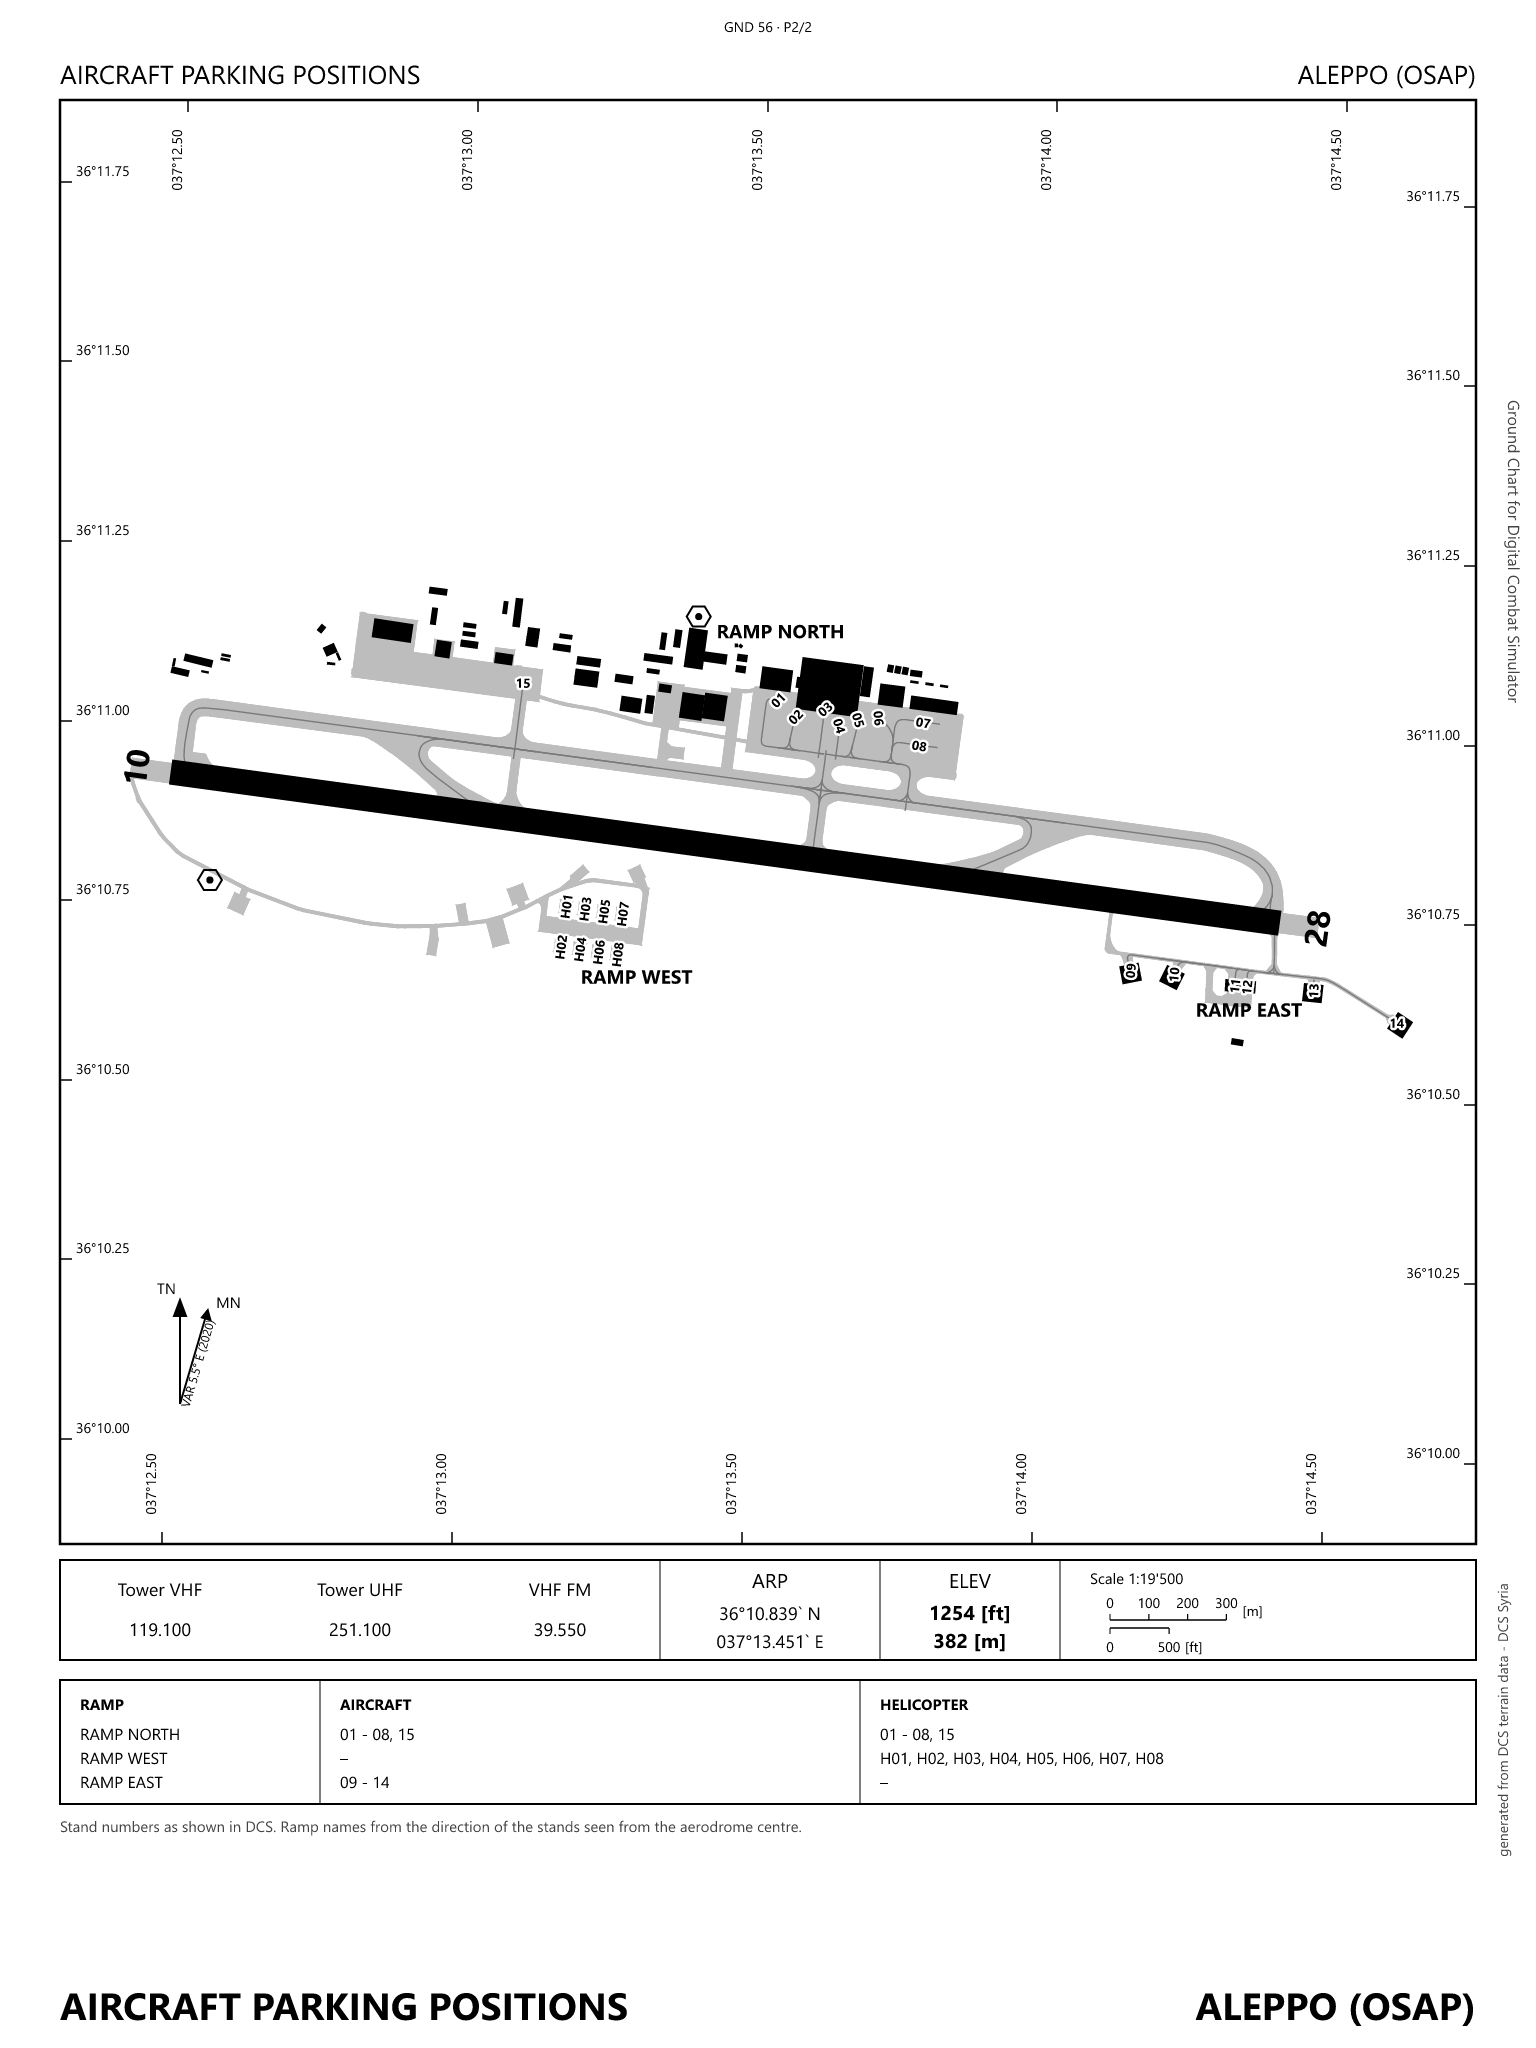 GND 56 · P2/2
AIRCRAFT PARKING POSITIONS
ALEPPO (OSAP)
037°12.50
037°13.00
037°13.50
037°14.00
037°14.50
36°11.75
36°11.75
36°11.50
36°11.50
36°11.25
36°11.25
36°11.00
36°11.00
36°10.75
36°10.75
36°10.50
36°10.50
36°10.25
36°10.25
36°10.00
36°10.00
RAMP NORTH
15
01
02
03
04
05
06
07
08
10
28
H01
H03
H05
H07
H02
H04
H06
H08
RAMP WEST
09
10
11
12
13
14
RAMP EAST
TN
MN
VAR 5.5° E (2020)
037°12.50
037°13.00
037°13.50
037°14.00
037°14.50
Ground Chart for Digital Combat Simulator
Tower VHF
119.100
Tower UHF
251.100
VHF FM
39.550
ARP
36°10.839` N
037°13.451` E
ELEV
1254 [ft]
382 [m]
Scale 1:19'500
0 100 200 300 [m]
0 500 [ft]
generated from DCS terrain data - DCS Syria
RAMP AIRCRAFT HELICOPTER
RAMP NORTH 01 - 08, 15 01 - 08, 15
RAMP WEST – H01, H02, H03, H04, H05, H06, H07, H08
RAMP EAST 09 - 14 –
Stand numbers as shown in DCS. Ramp names from the direction of the stands seen from the aerodrome centre.
AIRCRAFT PARKING POSITIONS
ALEPPO (OSAP)